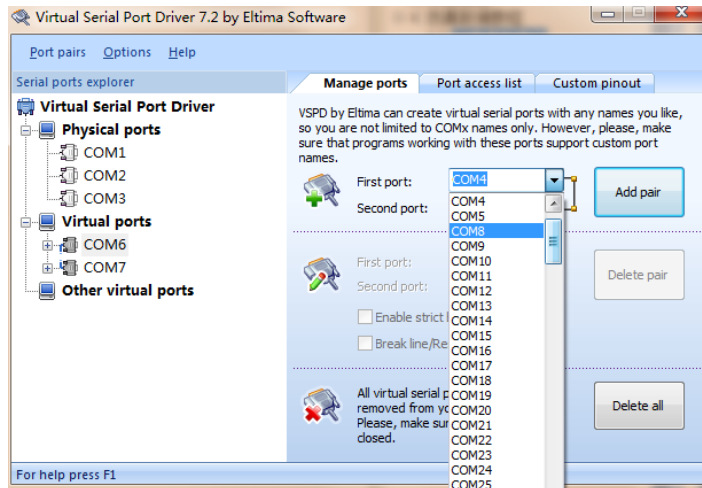 Virtual Serial Port Driver 7.2 by Eltima Software
Port pairs Options Help
Serial ports explorer
Virtual Serial Port Driver
Physical ports
COM1
COM2
COM3
Virtual ports
COM6
COM7
Other virtual ports
Manage ports Port access list Custom pinout
VSPD by Eltima can create virtual serial ports with any names you like,
so you are not limited to COMx names only. However, please, make
sure that programs working with these ports support custom port
names.
First port: COM4
Second port:
Add pair
COM4
COM5
COM8
COM9
COM10
COM11
COM12
COM13
COM14
COM15
COM16
COM17
COM18
COM19
COM20
COM21
COM22
COM23
COM24
COM25
First port:
Second port:
Delete pair
Enable strict
Break line/Re
All virtual serial p
removed from yo
Please, make sur
closed.
Delete all
For help press F1